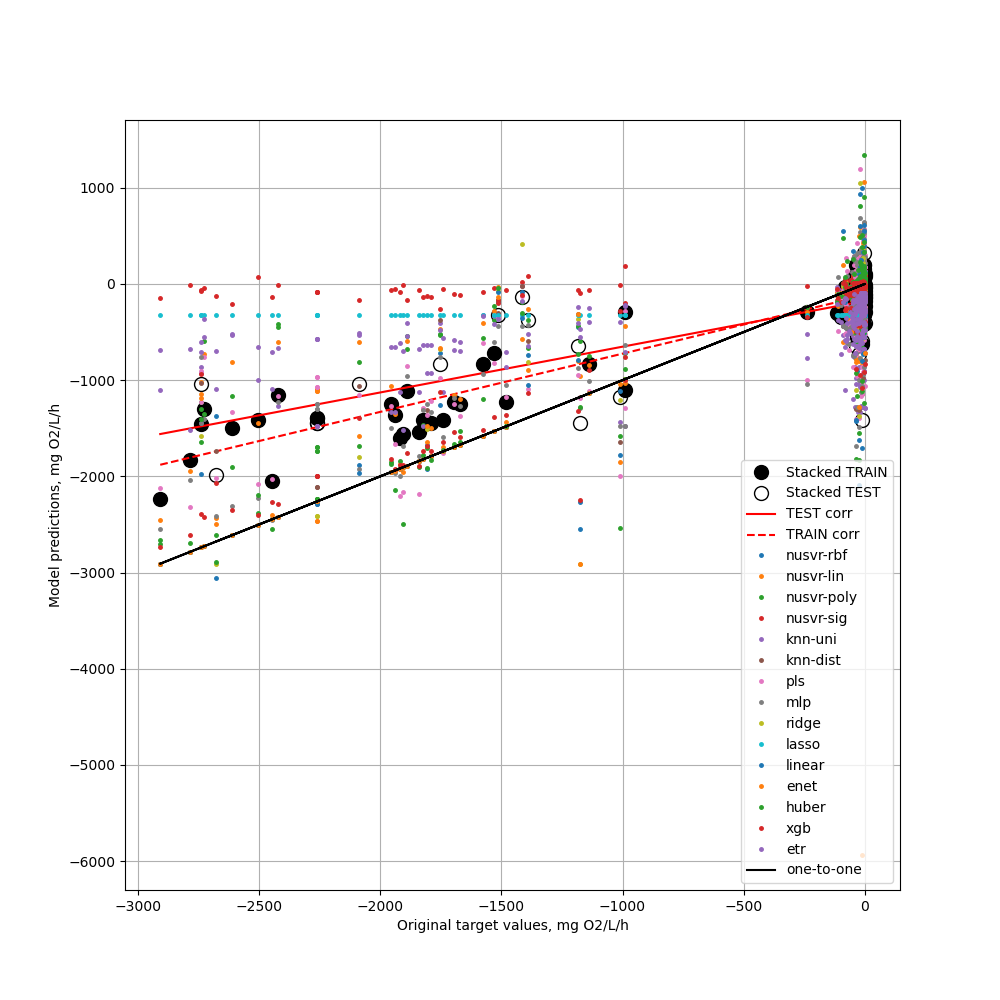 1000
0
−1000
−2000
−3000
−4000
−5000
−6000
Model predictions, mg O2/L/h
−3000
−2500
−2000
−1500
−1000
−500
0
Original target values, mg O2/L/h
Stacked TRAIN
Stacked TEST
TEST corr
TRAIN corr
nusvr-rbf
nusvr-lin
nusvr-poly
nusvr-sig
knn-uni
knn-dist
pls
mlp
ridge
lasso
linear
enet
huber
xgb
etr
one-to-one